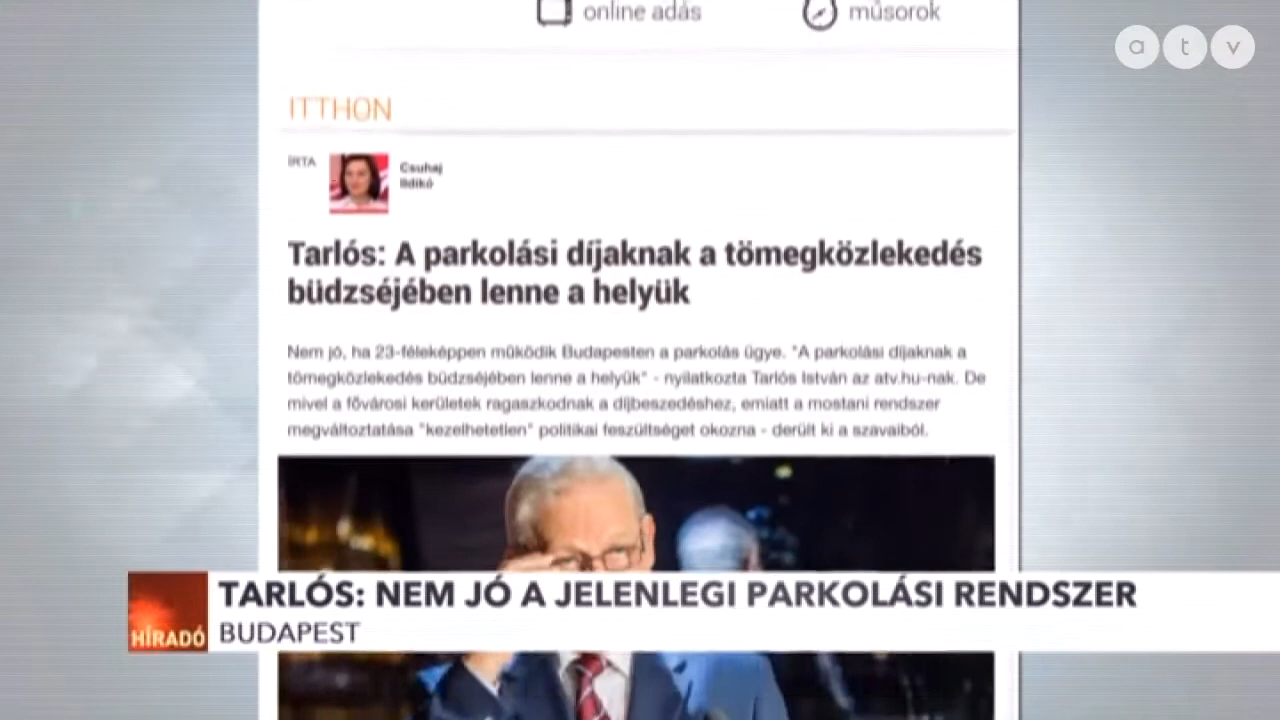 online adás
műsorok
a t v
ITTHON
ÍRTA
Csuhaj
Ildikó
Tarlós: A parkolási díjaknak a tömegközlekedés
büdzséjében lenne a helyük
Nem jó, ha 23-féleképpen működik Budapesten a parkolás ügye. "A parkolási díjaknak a
tömegközlekedés büdzséjében lenne a helyük" - nyilatkozta Tarlós István az atv.hu-nak. De
mivel a fővárosi kerületek ragaszkodnak a díjbeszedéshez, emiatt a mostani rendszer
megváltoztatása "kezelhetetlen" politikai feszültséget okozna - derült ki a szavaiból.
TARLÓS: NEM JÓ A JELENLEGI PARKOLÁSI RENDSZER
HÍRADÓ
BUDAPEST